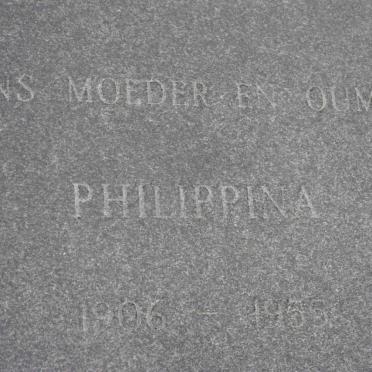 NS MOEDER EN OUM
PHILIPPINA
1906 - 1955